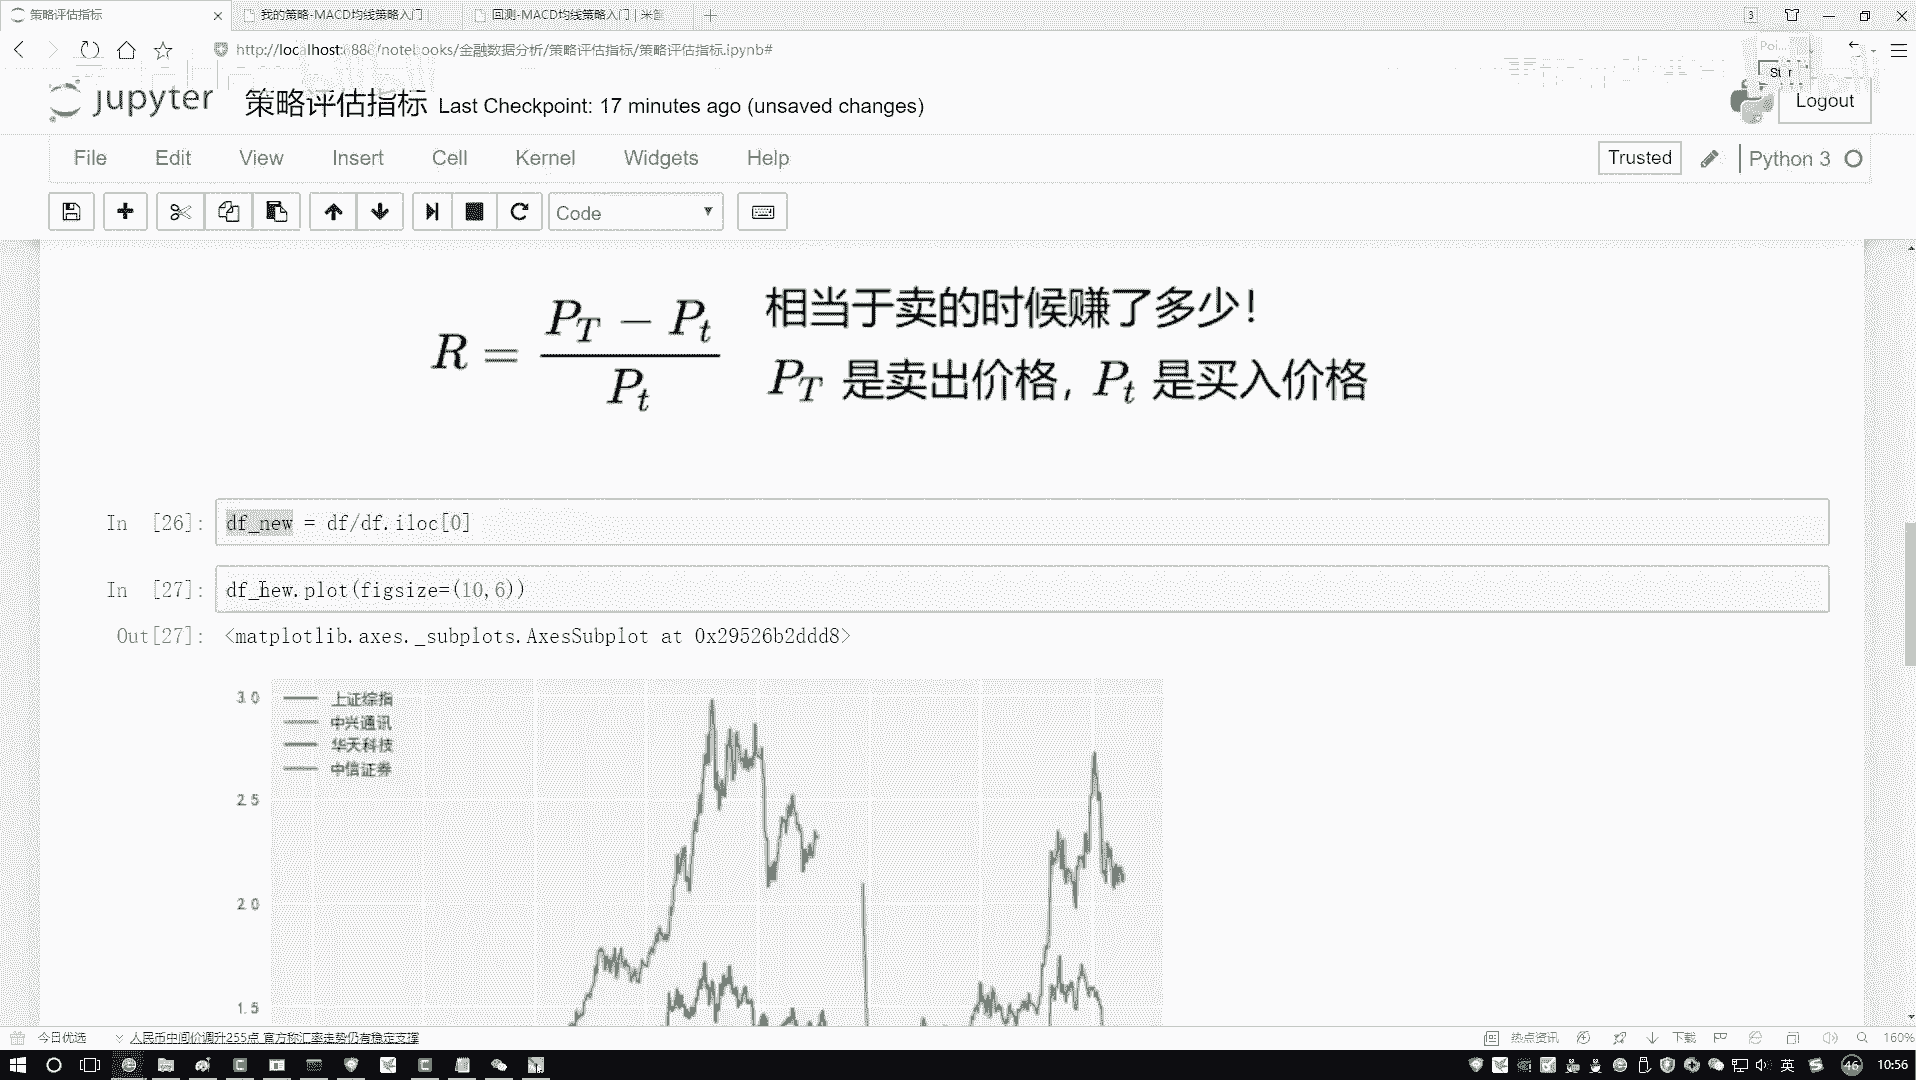 策略评估指标
我的策略-MACD均线策略入门
回测-MACD均线策略入门 | 米筐
3
http://localhost:888/notebooks/金融数据分析/策略评估指标/策略评估指标.ipynb#
jupyter 策略评估指标 Last Checkpoint: 17 minutes ago (unsaved changes)
Logout
File Edit View Insert Cell Kernel Widgets Help
Trusted
Python 3
Code
R = (P_T − P_t) / P_t
相当于卖的时候赚了多少!
P_T 是卖出价格, P_t 是买入价格
In [26]: df_new = df/df.iloc[0]
In [27]: df_new.plot(figsize=(10,6))
Out[27]: <matplotlib.axes._subplots.AxesSubplot at 0x29526b2ddd8>
3.0
上证综指
中兴通讯
华天科技
中信证券
2.5
2.0
1.5
今日优选
人民币中间价调升255点 官方称汇率走势仍有稳定支撑
热点资讯
下载
160%
英
46
10:56